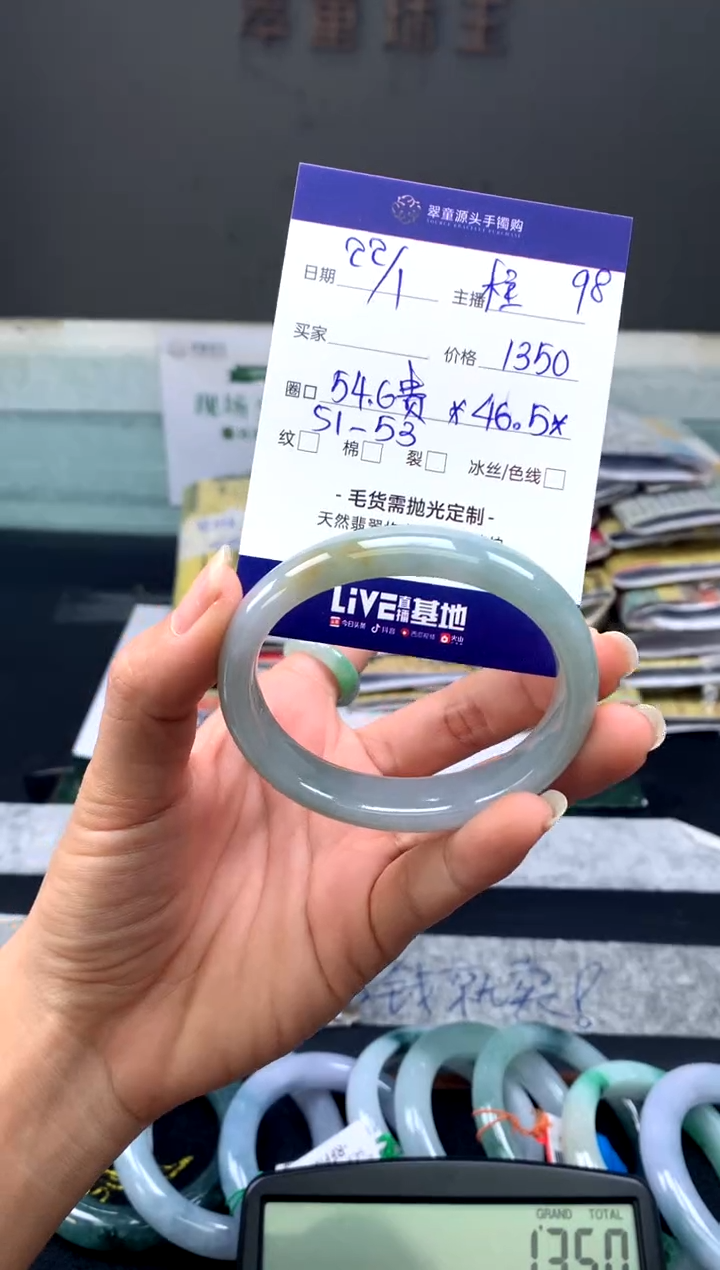 翠童源头手镯购
日期 22/1 主播 桂 98
买家 价格 1350
圈口 54.6贵 * 46.5*
51-53
纹 棉 裂 冰丝/色线
- 毛货需抛光定制 -
天然翡翠
LiVE直播基地
今日头条 抖音 西瓜视频 火山
现场
GRAND TOTAL
1350